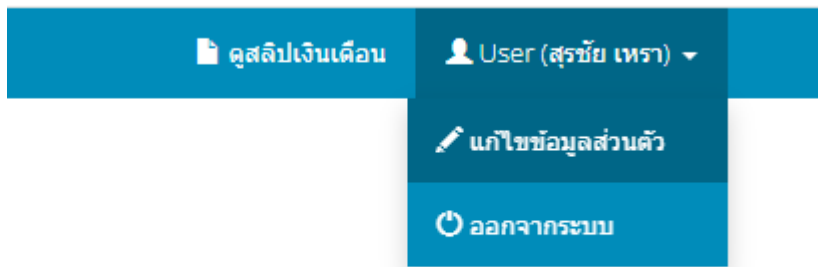 ดูสลิปเงินเดือน User (สุรชัย เหรา)
แก้ไขข้อมูลส่วนตัว
ออกจากระบบ